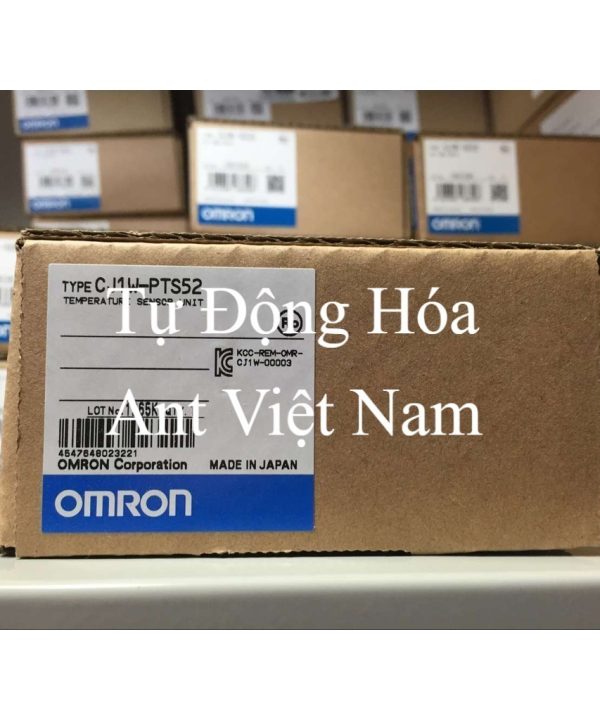 OMRON
OMRON
OMRON
TYPE CJ1W-PTS52
TEMPERATURE SENSOR UNIT
Tự Động Hóa
KCC-REM-OMR-
CJ1W-00003
Ant Việt Nam
LOT No.
4547648023221
OMRON Corporation MADE IN JAPAN
OMRON